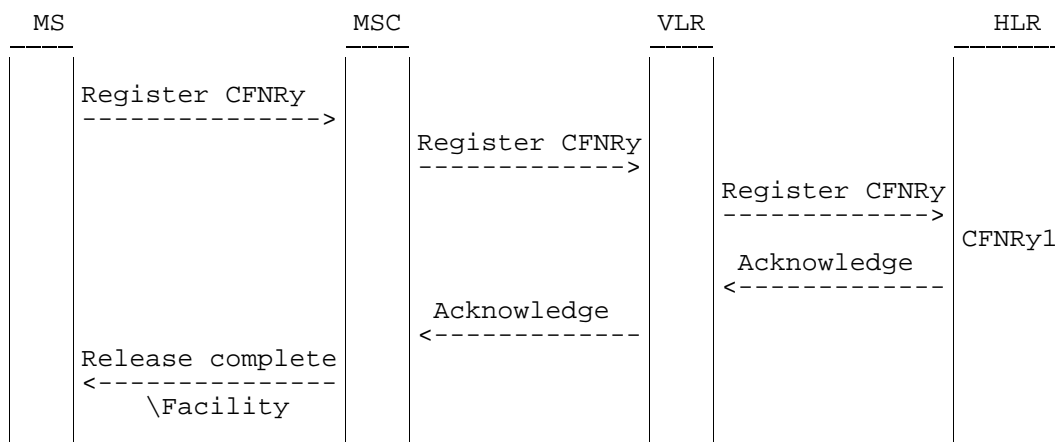 MS MSC VLR HLR
Register CFNRy
Register CFNRy
Register CFNRy
CFNRy1
Acknowledge
Acknowledge
Release complete
\Facility